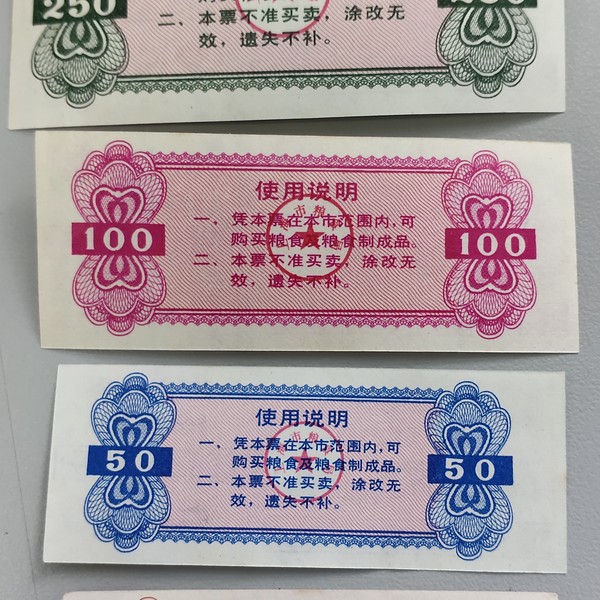 250
二、本票不准买卖，涂改无
效，遗失不补。
使用说明
100
100
一、凭本票在本市范围内，可
购买粮食及粮食制成品。
二、本票不准买卖，涂改无
效，遗失不补。
使用说明
50
50
一、凭本票在本市范围内，可
购买粮食及粮食制成品。
二、本票不准买卖，涂改无
效，遗失不补。